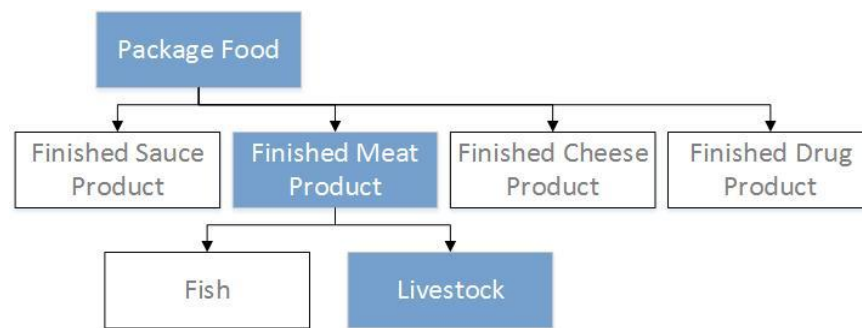 Package Food
Finished Sauce
Product
Finished Meat
Product
Finished Cheese
Product
Finished Drug
Product
Fish
Livestock